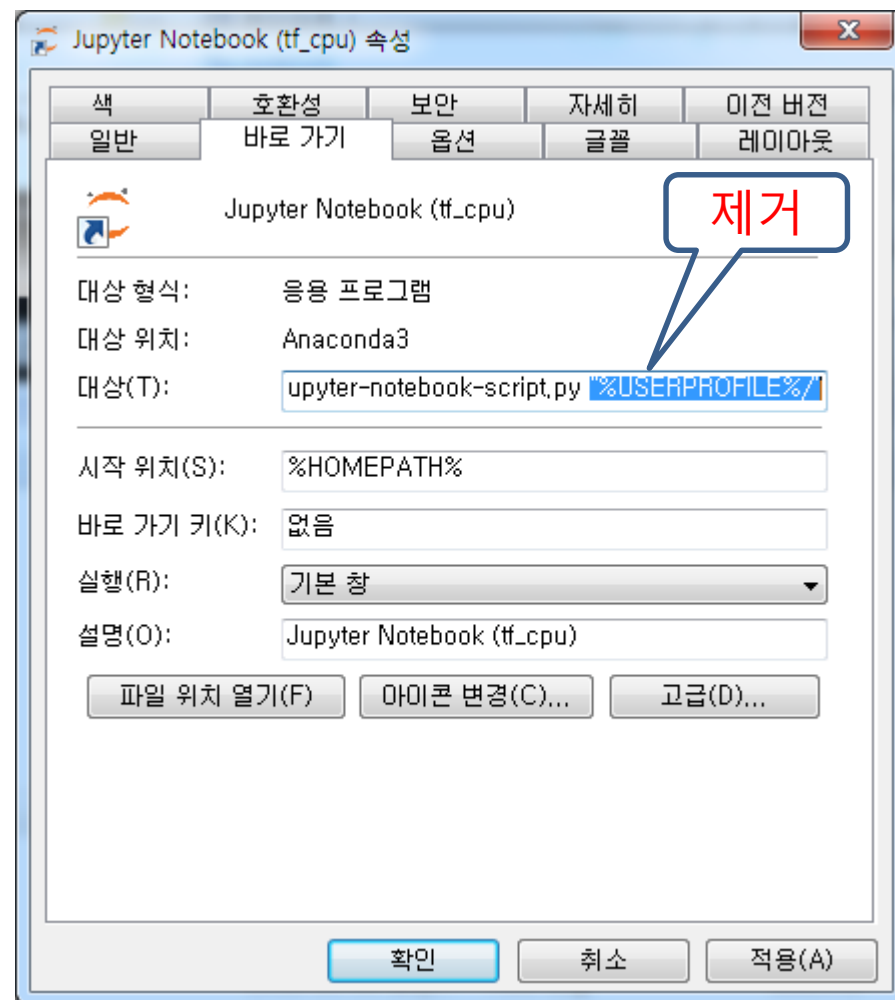 Jupyter Notebook (tf_cpu) 속성
색 호환성 보안 자세히 이전 버전
일반 바로 가기 옵션 글꼴 레이아웃
Jupyter Notebook (tf_cpu)
제거
대상 형식: 응용 프로그램
대상 위치: Anaconda3
대상(T): upyter-notebook-script.py "%USERPROFILE%/"
시작 위치(S): %HOMEPATH%
바로 가기 키(K): 없음
실행(R): 기본 창
설명(O): Jupyter Notebook (tf_cpu)
파일 위치 열기(F) 아이콘 변경(C)... 고급(D)...
확인 취소 적용(A)